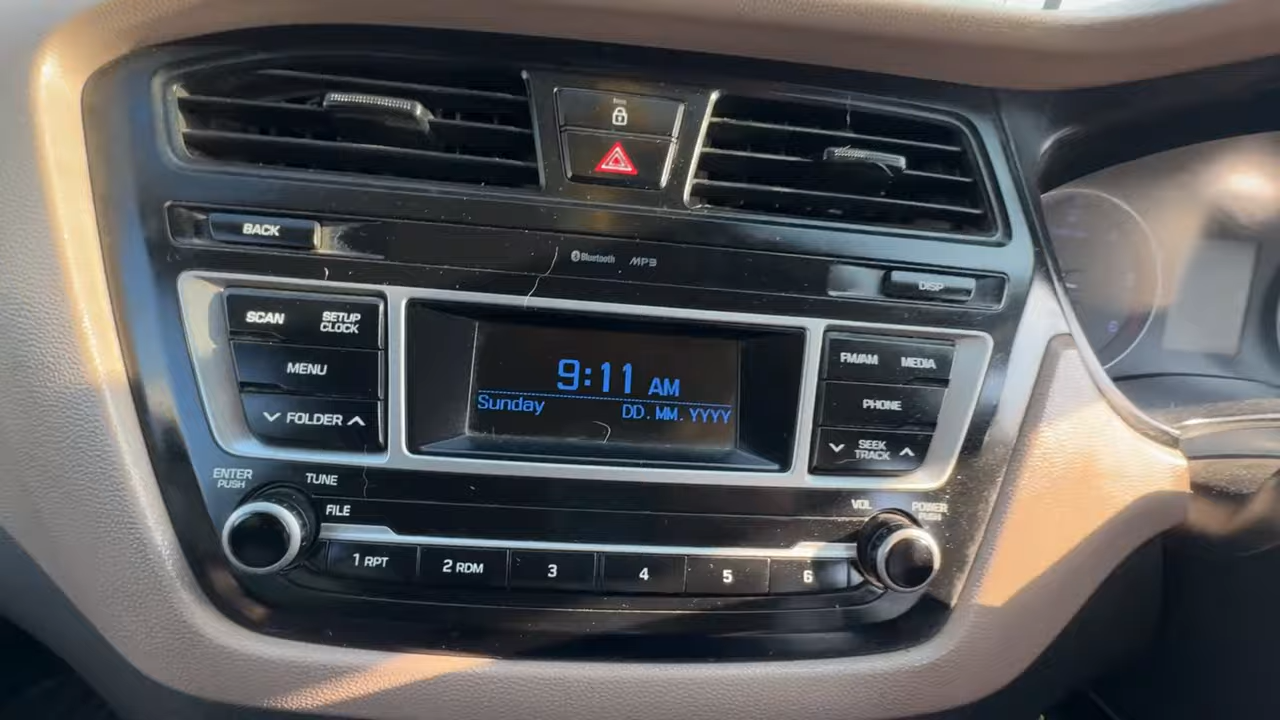 BACK
Bluetooth MP3
DISP
SCAN
SETUP
CLOCK
MENU
FOLDER
9:11 AM
Sunday DD.MM.YYYY
FM/AM MEDIA
PHONE
SEEK
TRACK
ENTER
PUSH
TUNE
FILE
VOL
POWER
PUSH
1 RPT
2 RDM
3
4
5
6